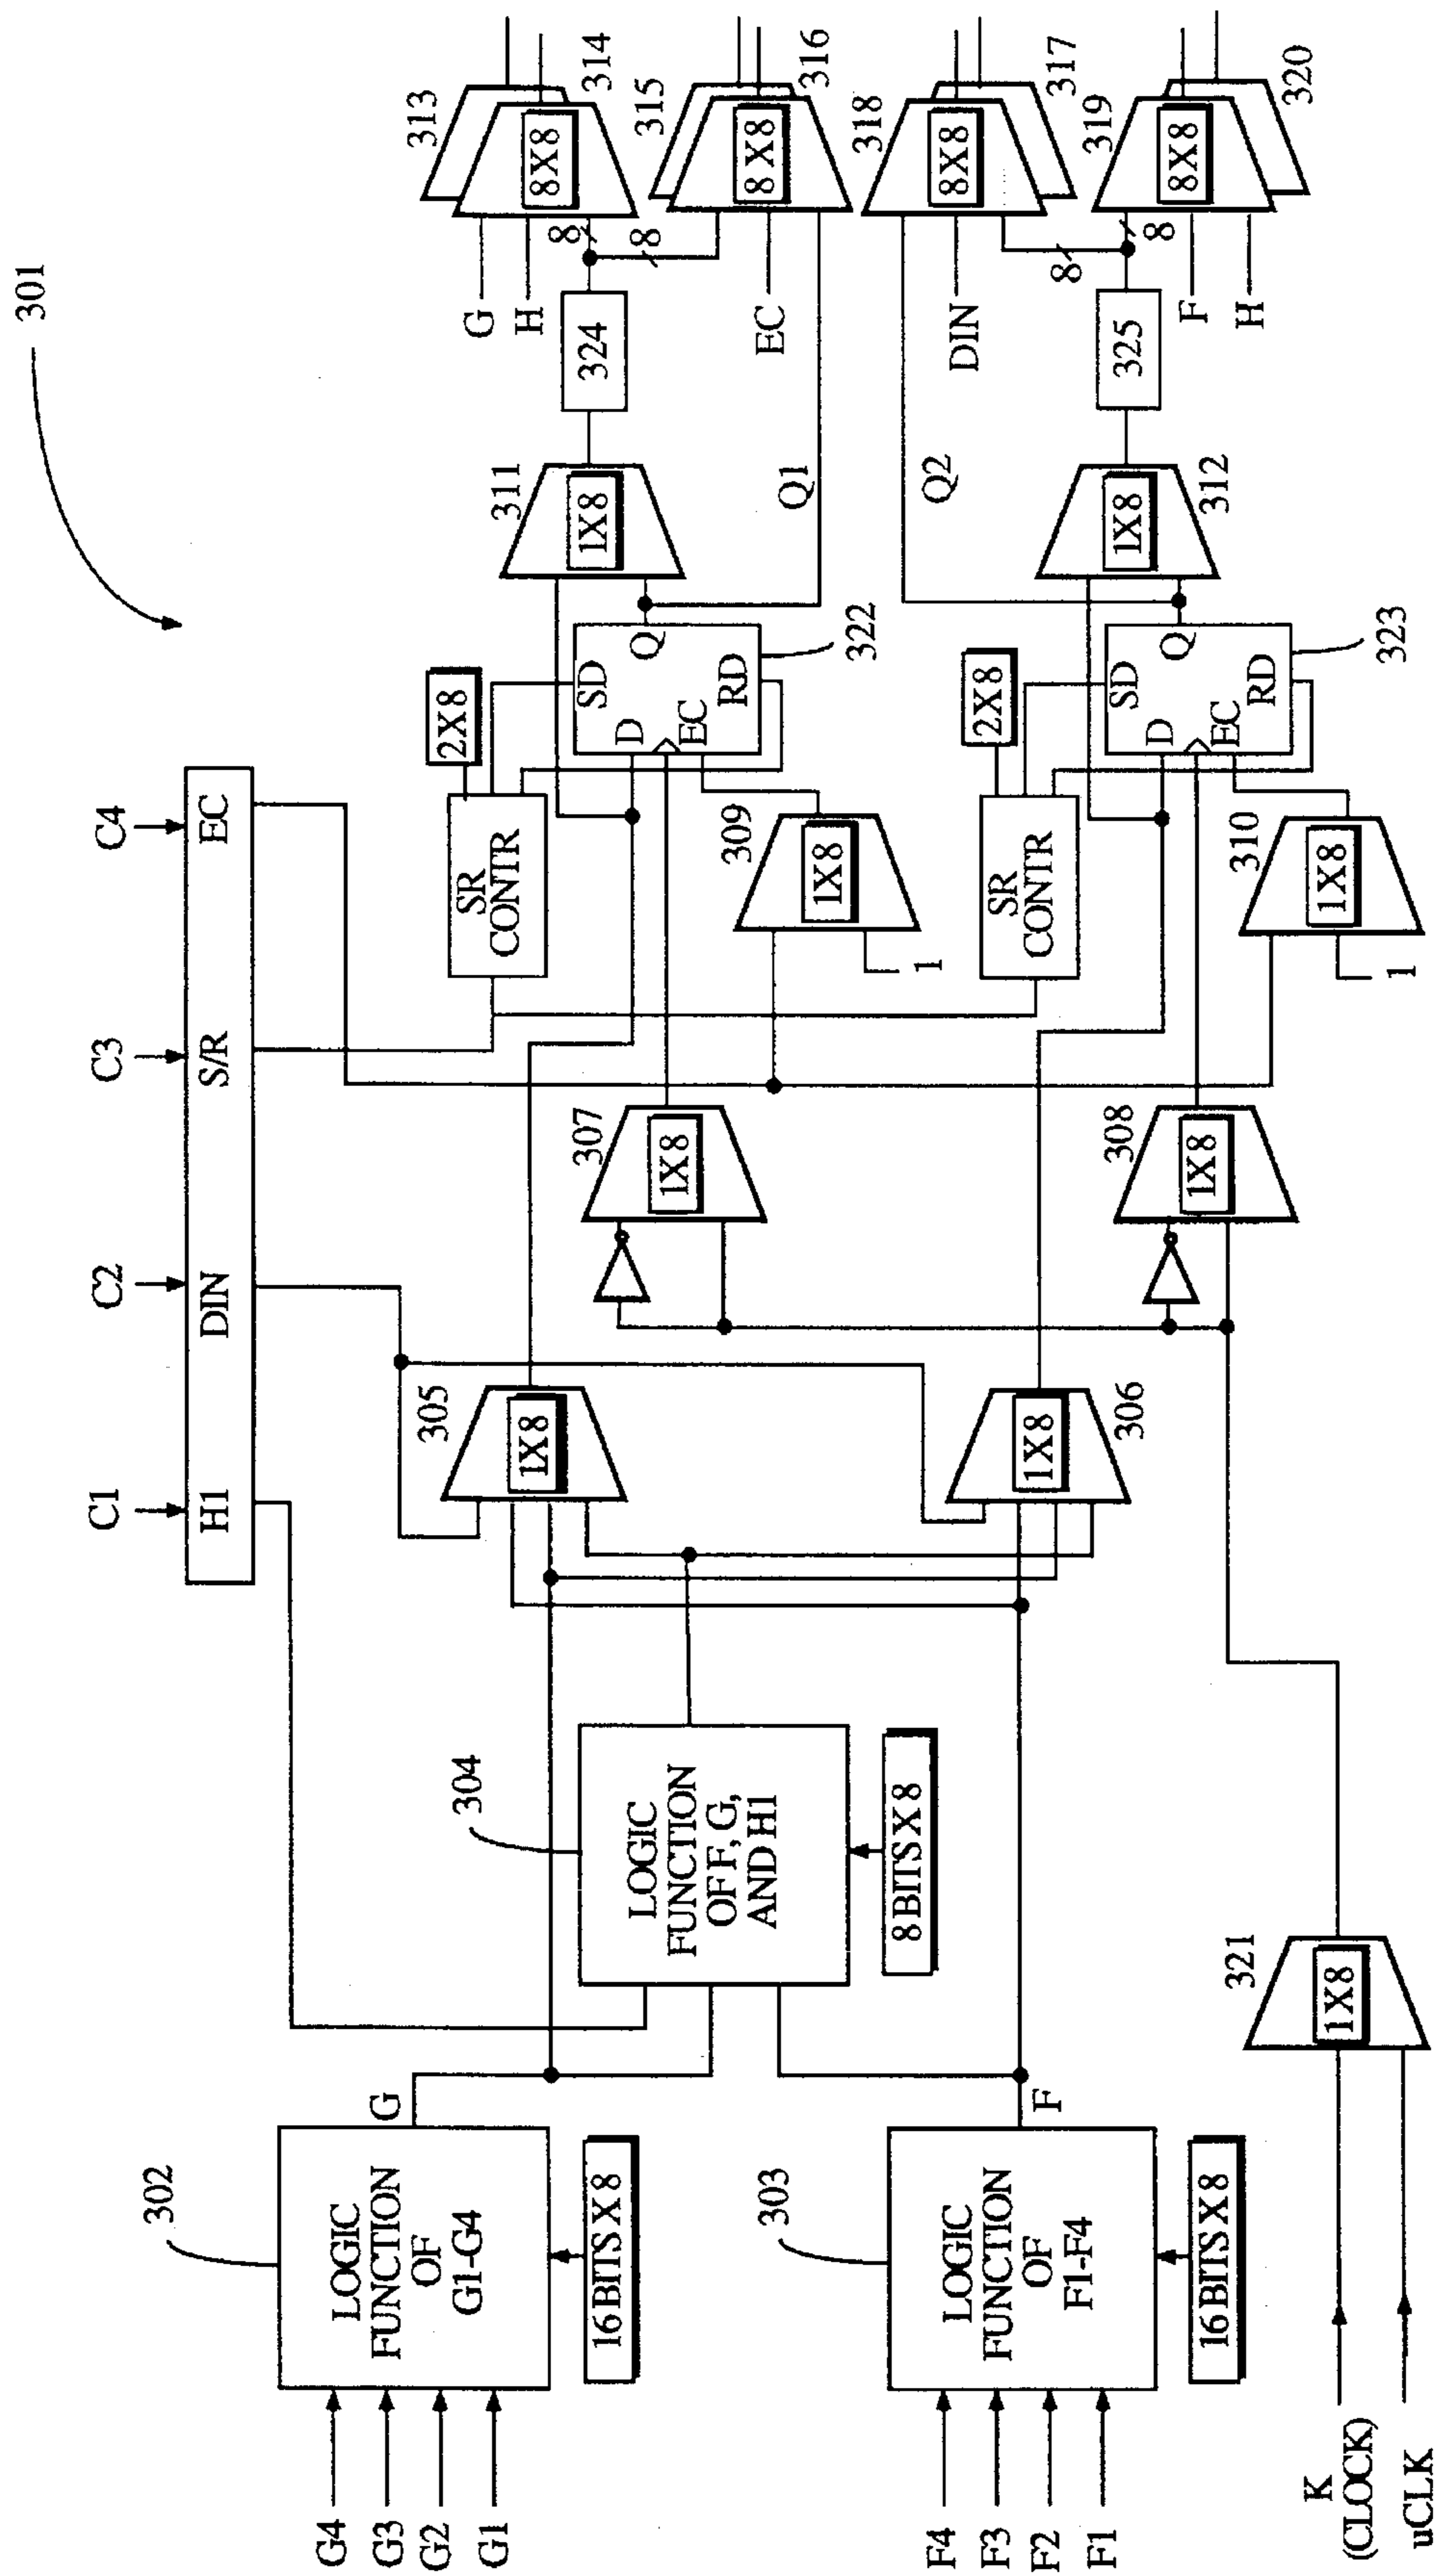 301
C1
C2
C3
C4
H1
DIN
S/R
EC
G4
G3
G2
G1
302
LOGIC
FUNCTION
OF
G1-G4
16 BITS X 8
G
F4
F3
F2
F1
303
LOGIC
FUNCTION
OF
F1-F4
16 BITS X 8
F
K
(CLOCK)
uCLK
321
1X8
304
LOGIC
FUNCTION
OF F, G,
AND H1
8 BITS X 8
305
1X8
306
1X8
307
1X8
308
1X8
SR
CONTR
2X8
309
1X8
1
SD
D
Q
EC
RD
322
SR
CONTR
2X8
310
1X8
1
SD
D
Q
EC
RD
323
311
1X8
Q1
312
1X8
Q2
324
325
G
H
8
8
EC
DIN
8
8
F
H
313
8X8
314
315
8X8
316
318
8X8
317
319
8X8
320